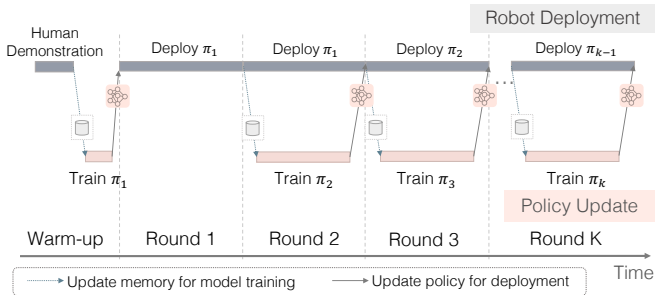 Robot Deployment
Human
Demonstration
Deploy π₁
Deploy π₁
Deploy π₂
Deploy πₖ₋₁
...
Train π₁
Train π₂
Train π₃
Train πₖ
Policy Update
Warm-up
Round 1
Round 2
Round 3
Round K
Time
Update memory for model training
Update policy for deployment